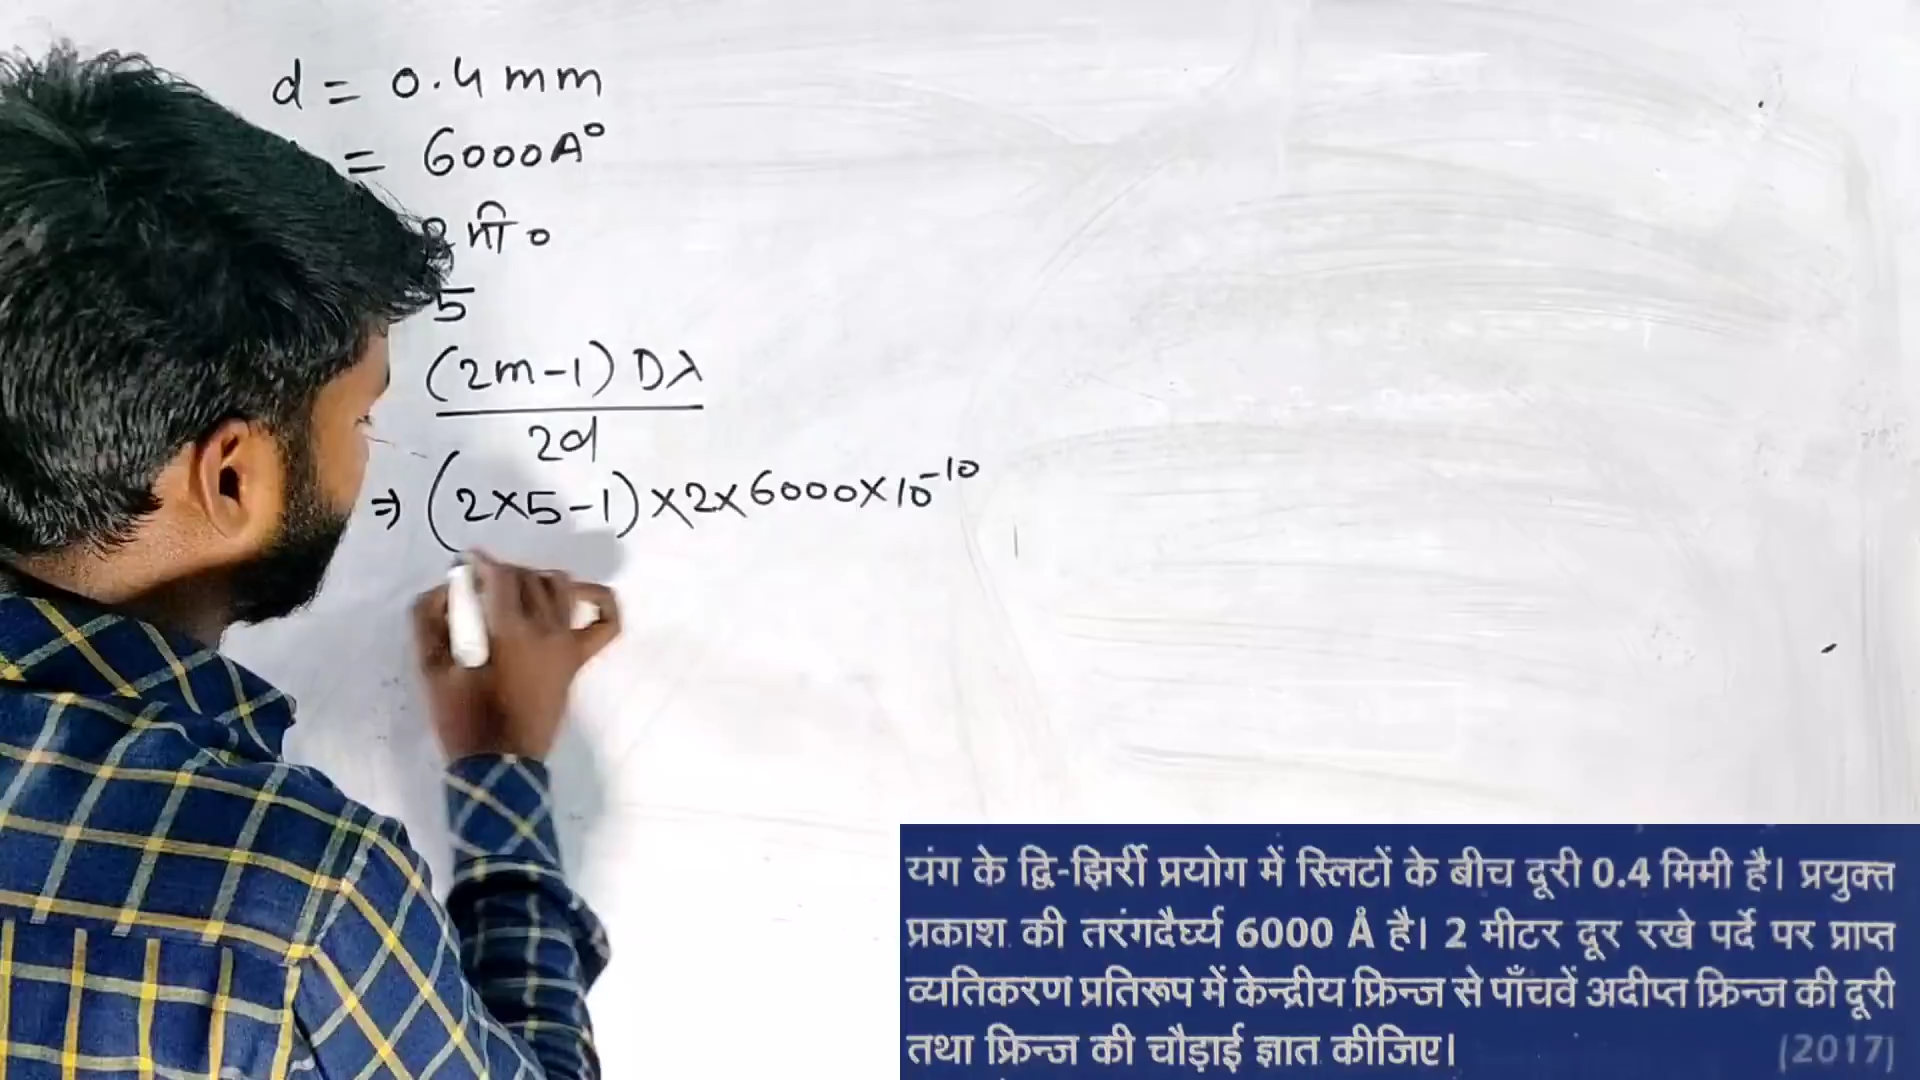 d = 0.4 mm
= 6000A°
मी०
5
(2m-1) Dλ
2d
⇒ (2×5-1)×2×6000×10⁻¹⁰
यंग के द्वि-झिर्री प्रयोग में स्लिटों के बीच दूरी 0.4 मिमी है। प्रयुक्त
प्रकाश की तरंगदैर्घ्य 6000 Å है। 2 मीटर दूर रखे पर्दे पर प्राप्त
व्यतिकरण प्रतिरूप में केन्द्रीय फ्रिन्ज से पाँचवें अदीप्त फ्रिन्ज की दूरी
तथा फ्रिन्ज की चौड़ाई ज्ञात कीजिए।
(2017)